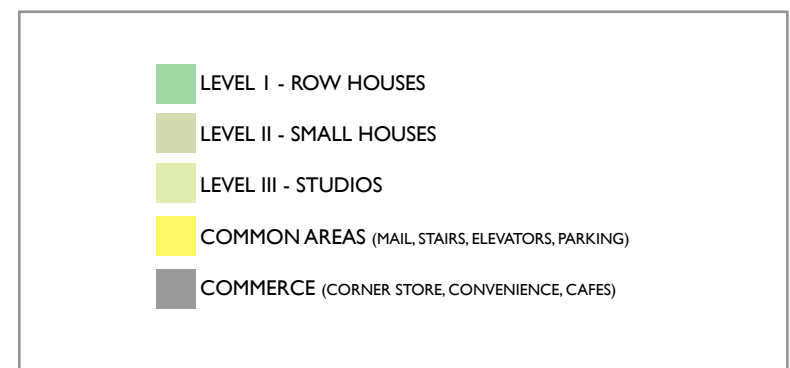 LEVEL I - ROW HOUSES
LEVEL II - SMALL HOUSES
LEVEL III - STUDIOS
COMMON AREAS (MAIL, STAIRS, ELEVATORS, PARKING)
COMMERCE (CORNER STORE, CONVENIENCE, CAFES)